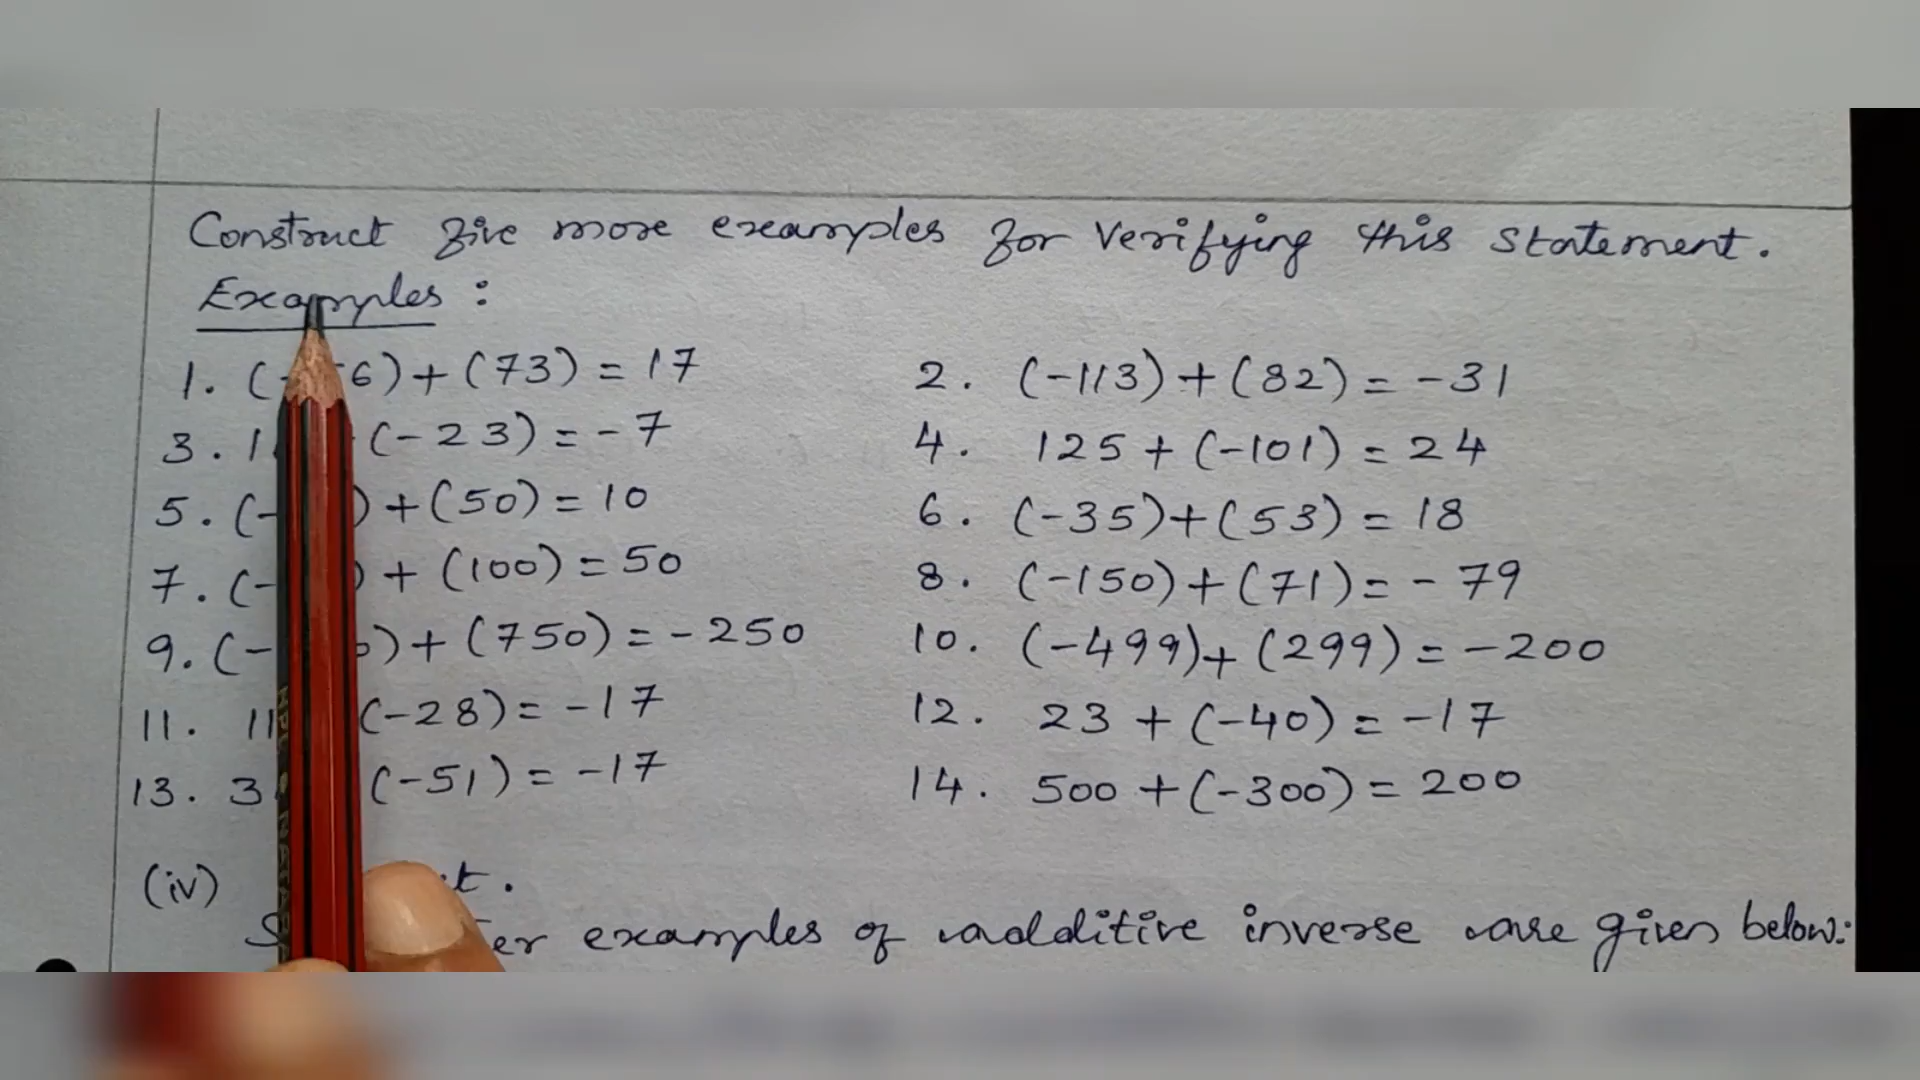 Construct five more examples for verifying this statement.
Examples :
1. (- 6) + (73) = 17
2. (-113) + (82) = -31
3. 1 (-23) = -7
4. 125 + (-101) = 24
5. (- ) + (50) = 10
6. (-35) + (53) = 18
7. (- ) + (100) = 50
8. (-150) + (71) = -79
9. (- ) + (750) = -250
10. (-499) + (299) = -200
11. 11 (-28) = -17
12. 23 + (-40) = -17
13. 3 (-51) = -17
14. 500 + (-300) = 200
(iv)
examples of additive inverse are given below: